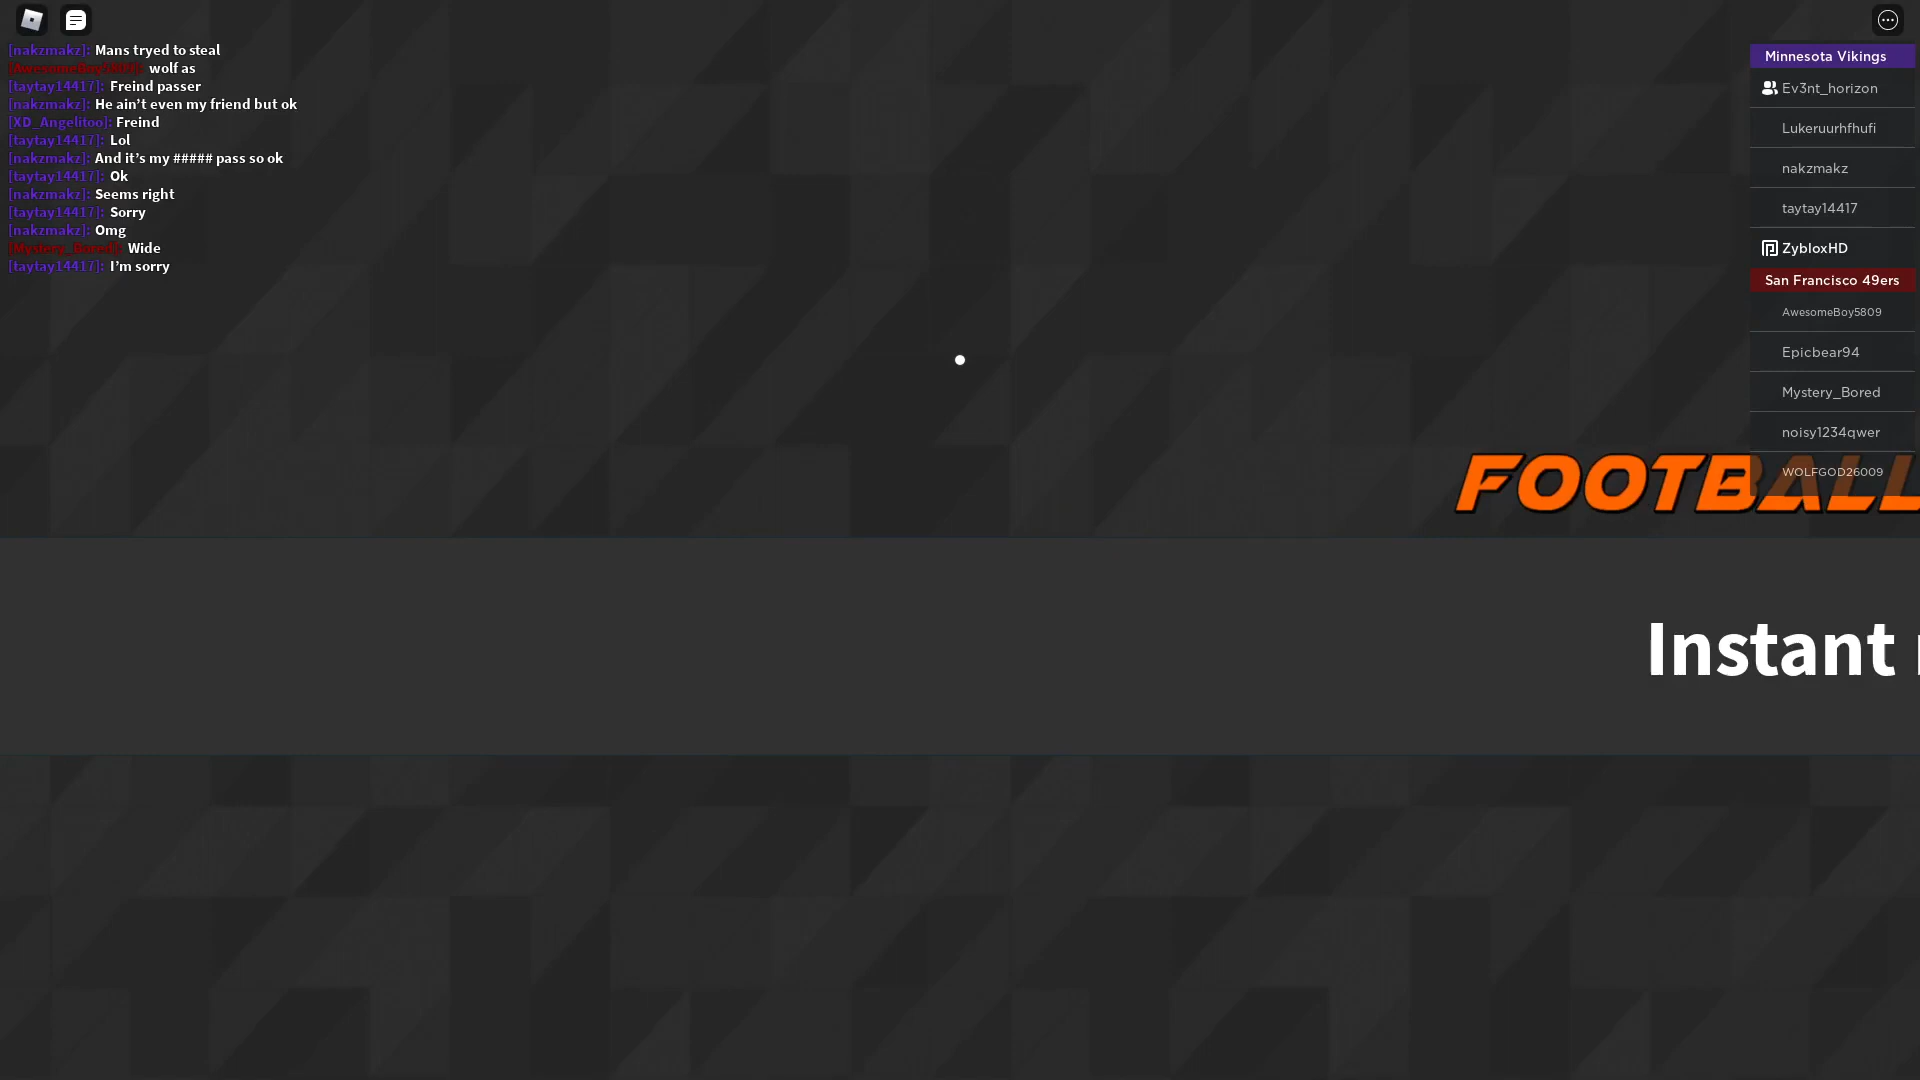 [nakzmakz]: Mans tryed to steal
[AwesomeBoy5809]: wolf as
[taytay14417]: Freind passer
[nakzmakz]: He ain’t even my friend but ok
[XD_Angelitoo]: Freind
[taytay14417]: Lol
[nakzmakz]: And it’s my ##### pass so ok
[taytay14417]: Ok
[nakzmakz]: Seems right
[taytay14417]: Sorry
[nakzmakz]: Omg
[Mystery_Bored]: Wide
[taytay14417]: I’m sorry
Minnesota Vikings
Ev3nt_horizon
Lukeruurhfhufi
nakzmakz
taytay14417
ZybloxHD
San Francisco 49ers
AwesomeBoy5809
Epicbear94
Mystery_Bored
noisy1234qwer
WOLFGOD26009
FOOTBALL
Instant